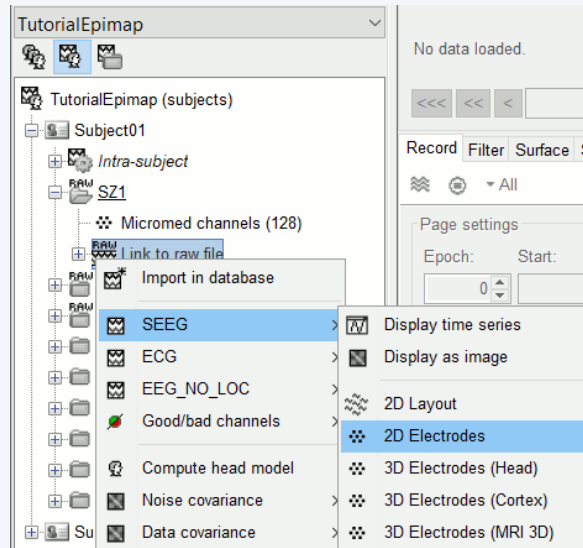 TutorialEpimap
TutorialEpimap (subjects)
Subject01
Intra-subject
RAW
SZ1
Micromed channels (128)
RAW
Link to raw file
RAW
RAW
Su
Import in database
SEEG
ECG
EEG_NO_LOC
Good/bad channels
Compute head model
Noise covariance
Data covariance
No data loaded.
<<< << <
Record Filter Surface
All
Page settings
Epoch: Start:
0
Display time series
Display as image
2D Layout
2D Electrodes
3D Electrodes (Head)
3D Electrodes (Cortex)
3D Electrodes (MRI 3D)